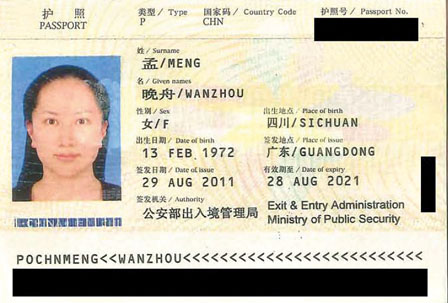 护 照 类型 / Type 国家码 / Country Code 护照号 / Passport No.
PASSPORT P CHN
姓 / Surname
孟/MENG
名 / Given names
晚舟/WANZHOU
性别 / Sex 出生地点 / Place of birth
女/F 四川/SICHUAN
出生日期 / Date of birth 签发地点 / Place of issue
13 FEB 1972 广东/GUANGDONG
签发日期 / Date of issue 有效期至 / Date of expiry
29 AUG 2011 28 AUG 2021
签发机关 / Authority
公安部出入境管理局 Exit & Entry Administration
Ministry of Public Security
POCHNMENG<<WANZHOU<<<<<<<<<<<<<<<<<<<<<<<<<<